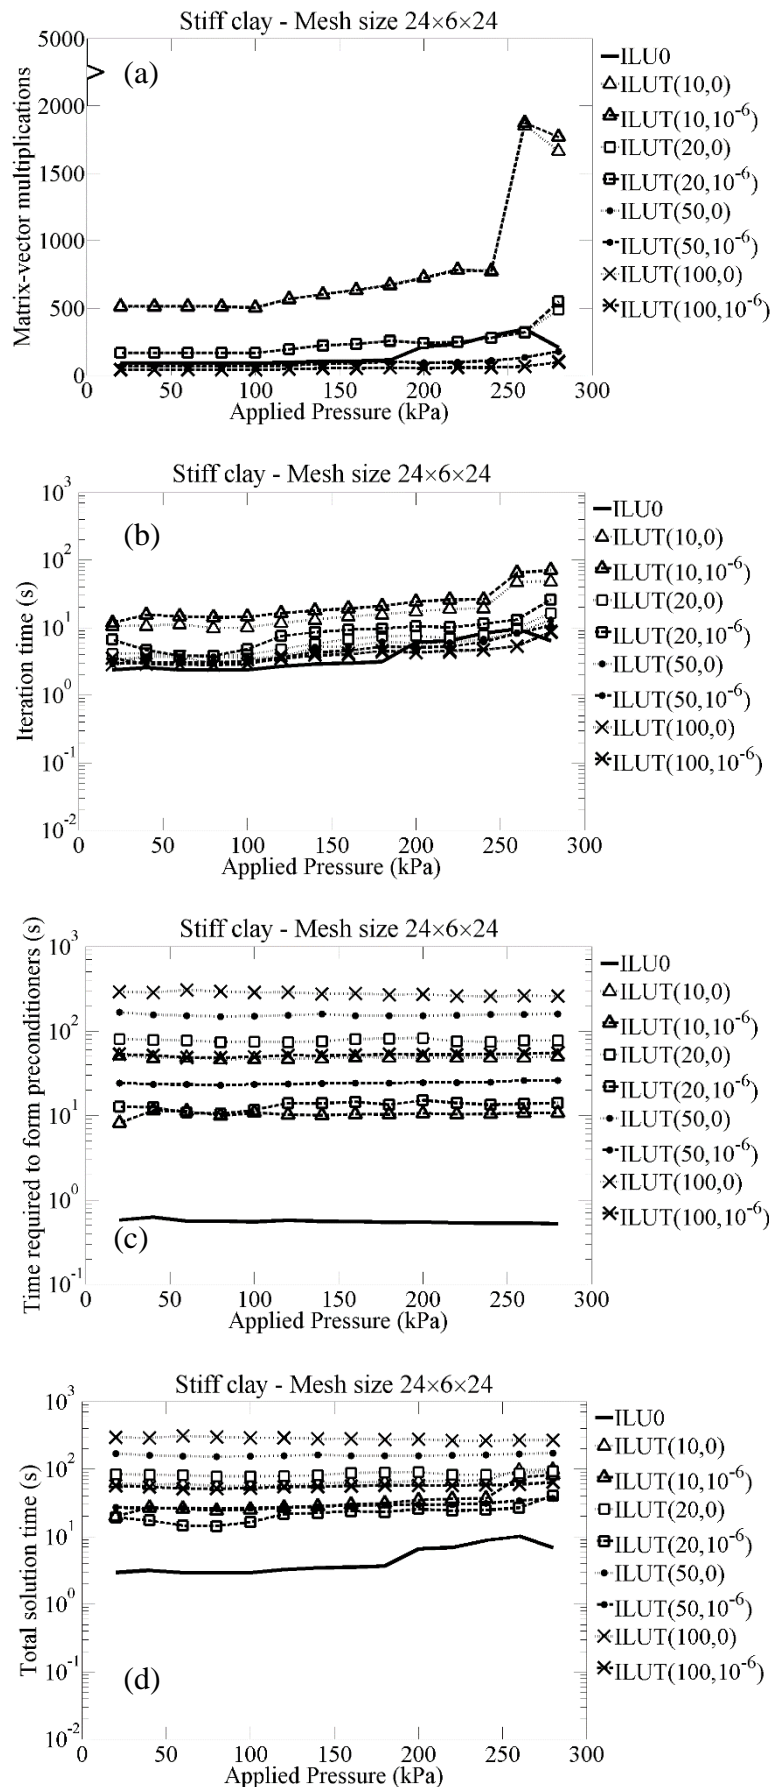 Stiff clay - Mesh size 24×6×24
(a)
Matrix-vector multiplications
5000
2000
1500
1000
500
0
0 50 100 150 200 250 300
Applied Pressure (kPa)
ILU0
ILUT(10,0)
ILUT(10,10-6)
ILUT(20,0)
ILUT(20,10-6)
ILUT(50,0)
ILUT(50,10-6)
ILUT(100,0)
ILUT(100,10-6)
Stiff clay - Mesh size 24×6×24
(b)
Iteration time (s)
103
102
101
100
10-1
10-2
0 50 100 150 200 250 300
Applied Pressure (kPa)
ILU0
ILUT(10,0)
ILUT(10,10-6)
ILUT(20,0)
ILUT(20,10-6)
ILUT(50,0)
ILUT(50,10-6)
ILUT(100,0)
ILUT(100,10-6)
Stiff clay - Mesh size 24×6×24
Time required to form preconditioners (s)
103
102
101
100
10-1
(c)
0 50 100 150 200 250 300
Applied Pressure (kPa)
ILU0
ILUT(10,0)
ILUT(10,10-6)
ILUT(20,0)
ILUT(20,10-6)
ILUT(50,0)
ILUT(50,10-6)
ILUT(100,0)
ILUT(100,10-6)
Stiff clay - Mesh size 24×6×24
Total solution time (s)
103
102
101
100
10-1
10-2
(d)
0 50 100 150 200 250 300
Applied Pressure (kPa)
ILU0
ILUT(10,0)
ILUT(10,10-6)
ILUT(20,0)
ILUT(20,10-6)
ILUT(50,0)
ILUT(50,10-6)
ILUT(100,0)
ILUT(100,10-6)